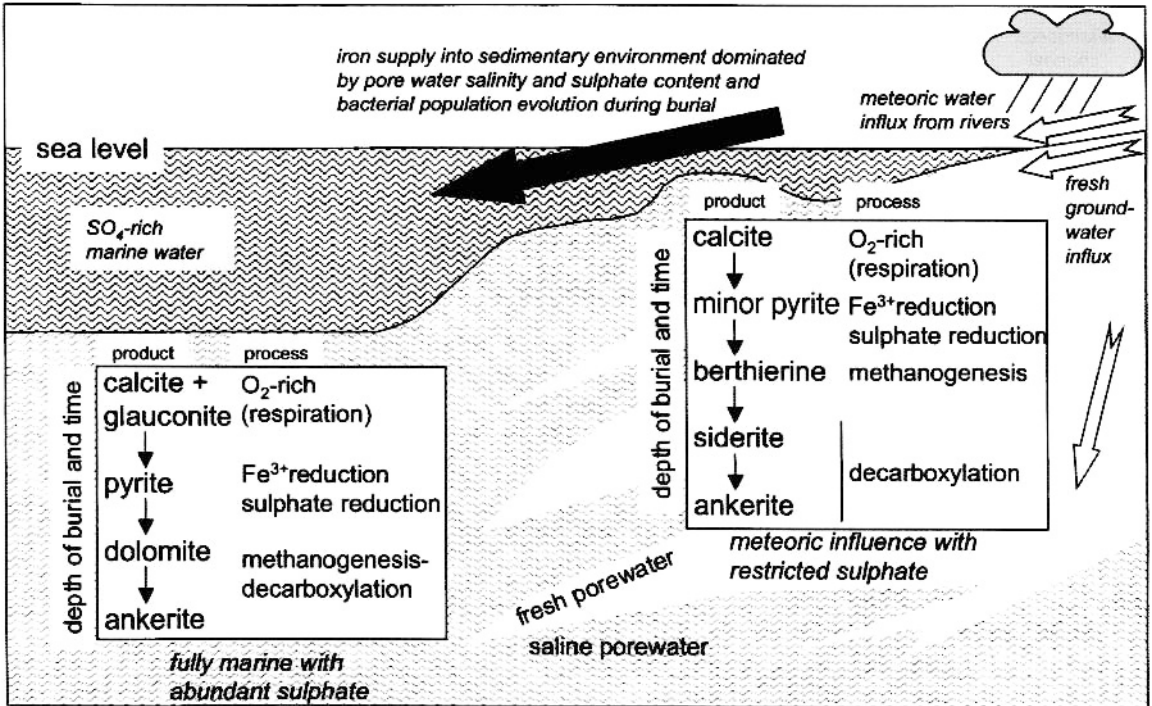 iron supply into sedimentary environment dominated
by pore water salinity and sulphate content and
bacterial population evolution during burial
meteoric water
influx from rivers
sea level
SO₄-rich
marine water
fresh
ground-
water
influx
product process
calcite O₂-rich
(respiration)
minor pyrite Fe³⁺reduction
sulphate reduction
berthierine methanogenesis
siderite
decarboxylation
ankerite
depth of burial and time
meteoric influence with
restricted sulphate
product process
calcite + O₂-rich
glauconite (respiration)
pyrite Fe³⁺reduction
sulphate reduction
dolomite methanogenesis-
decarboxylation
ankerite
depth of burial and time
fully marine with
abundant sulphate
fresh porewater
saline porewater